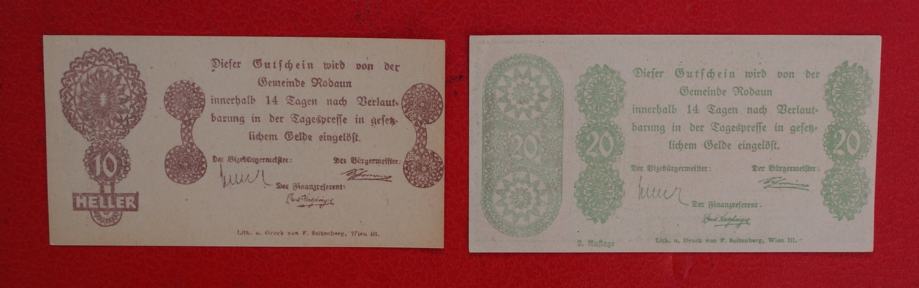 Dieser Gutschein wird von der
Gemeinde Rodaun
innerhalb 14 Tagen nach Verlaut-
barung in der Tagespresse in gesetz-
lichem Gelde eingelöst.
Der Vizebürgermeister: Der Bürgermeister:
Der Finanzreferent:
10
HELLER
Lith. u. Druck von F. Seitenberg, Wien III.
Dieser Gutschein wird von der
Gemeinde Rodaun
innerhalb 14 Tagen nach Verlaut-
barung in der Tagespresse in gesetz-
lichem Gelde eingelöst.
20 20 20
Der Vizebürgermeister: Der Bürgermeister:
Der Finanzreferent:
2. Auflage
Lith. u. Druck von F. Seitenberg, Wien III.